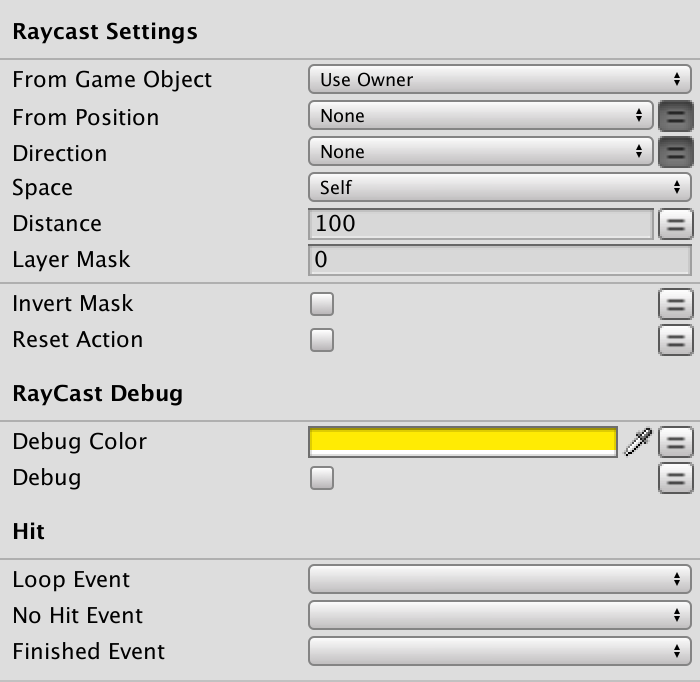 Raycast Settings
From Game Object Use Owner
From Position None
Direction None
Space Self
Distance 100
Layer Mask 0
Invert Mask
Reset Action
RayCast Debug
Debug Color
Debug
Hit
Loop Event
No Hit Event
Finished Event